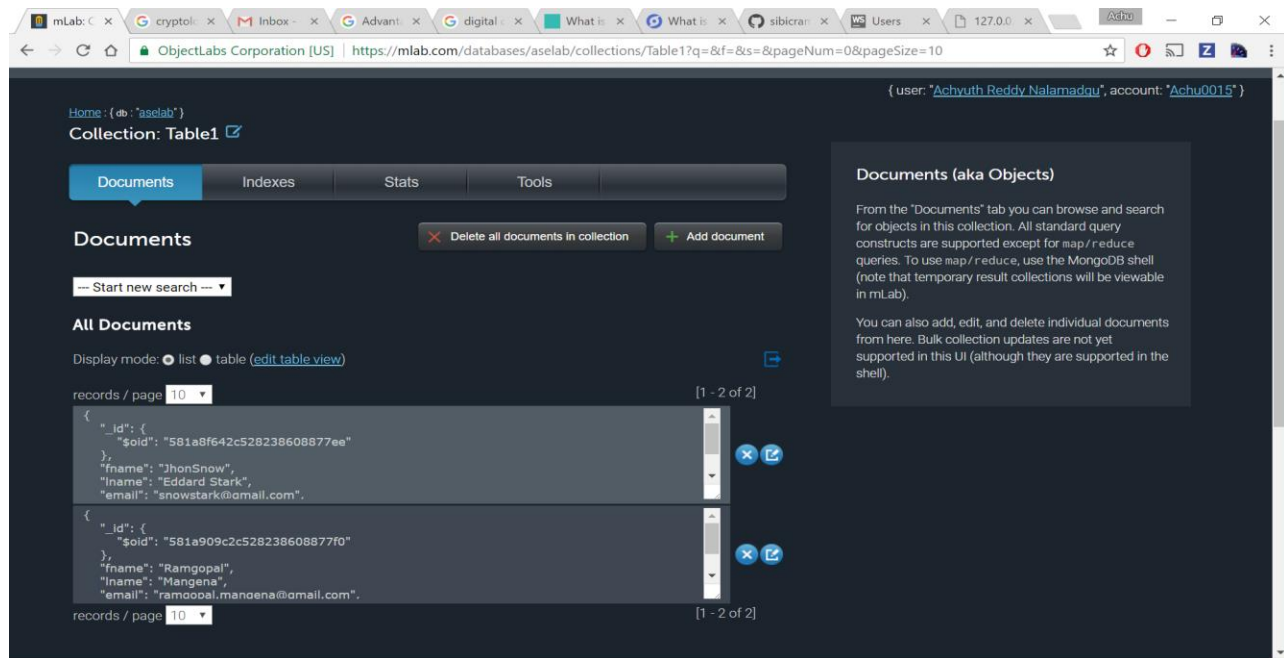 mLab: C
cryptol
Inbox -
Advant
digital
What is
What is
sibicran
Users
127.0.0
Achu
ObjectLabs Corporation [US] | https://mlab.com/databases/aselab/collections/Table1?q=&f=&s=&pageNum=0&pageSize=10
{ user: "Achyuth Reddy Nalamadgu", account: "Achu0015" }
Home : { db : "aselab" }
Collection: Table1
Documents Indexes Stats Tools
Documents
Delete all documents in collection
Add document
--- Start new search ---
All Documents
Display mode: list table (edit table view)
records / page 10 [1 - 2 of 2]
{
"_id": {
"$oid": "581a8f642c528238608877ee"
},
"fname": "JhonSnow",
"lname": "Eddard Stark",
"email": "snowstark@gmail.com",
{
"_id": {
"$oid": "581a909c2c528238608877f0"
},
"fname": "Ramgopal",
"lname": "Mangena",
"email": "ramgopal.mangena@gmail.com",
records / page 10 [1 - 2 of 2]
Documents (aka Objects)
From the "Documents" tab you can browse and search
for objects in this collection. All standard query
constructs are supported except for map/reduce
queries. To use map/reduce, use the MongoDB shell
(note that temporary result collections will be viewable
in mLab).
You can also add, edit, and delete individual documents
from here. Bulk collection updates are not yet
supported in this UI (although they are supported in the
shell).